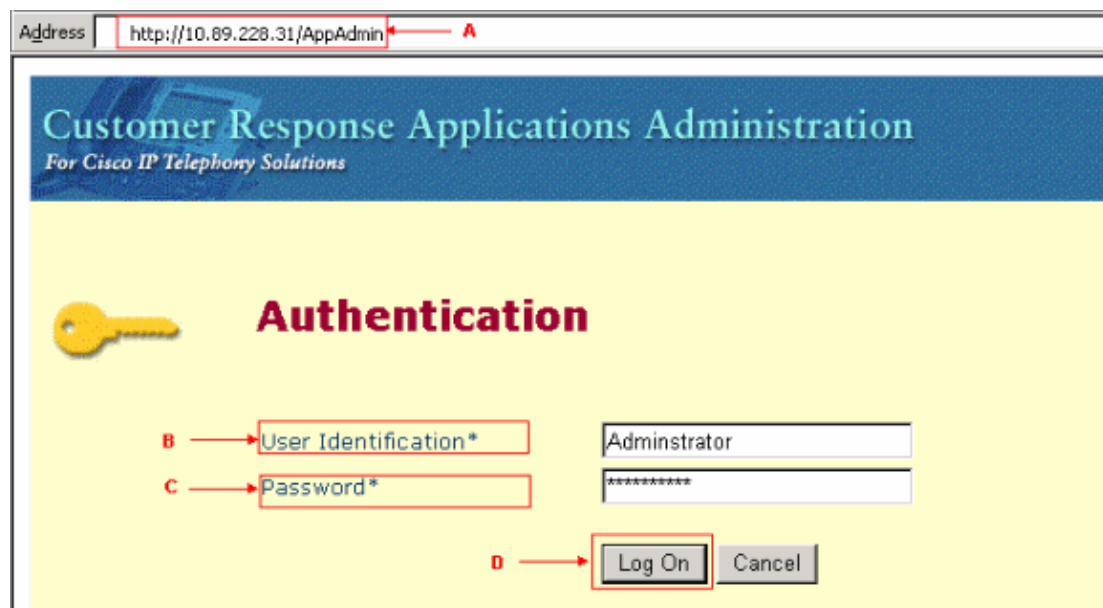 Address http://10.89.228.31/AppAdmin A
Customer Response Applications Administration
For Cisco IP Telephony Solutions
Authentication
B User Identification* Adminstrator
C Password* **********
D Log On Cancel